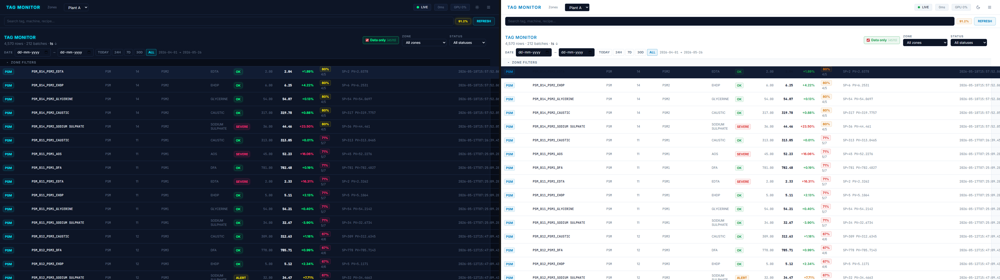 TAG MONITOR Zones Plant A LIVE 0ms GPU 0%
Search tag, machine, recipe... 91.2% REFRESH
TAG MONITOR
4,570 rows · 212 batches · ts ↓
Data only (4570)
ZONE
All zones
STATUS
All statuses
DATE dd-mm-yyyy → dd-mm-yyyy TODAY 24H 7D 30D ALL 2026-04-01 → 2026-05-26
• ZONE FILTERS
PSM PSM_B14_PSM2_EDTA PSM 14 PSM2 EDTA OK 2.00 2.04 +1.89% 80% 4/5 SP=2 PV=2.0378 2026-05-18T15:57:52.06
PSM PSM_B14_PSM2_EHDP PSM 14 PSM2 EHDP OK 6.00 6.25 +4.22% 80% 4/5 SP=6 PV=6.2531 2026-05-18T15:57:52.06
PSM PSM_B14_PSM2_GLYCERINE PSM 14 PSM2 GLYCERINE OK 54.00 54.07 +0.13% 80% 4/5 SP=54 PV=54.0697 2026-05-18T15:57:52.06
PSM PSM_B14_PSM2_CAUSTIC PSM 14 PSM2 CAUSTIC OK 317.00 319.78 +0.88% 80% 4/5 SP=317 PV=319.7757 2026-05-18T15:57:52.05
PSM PSM_B14_PSM2_SODIUM SULPHATE PSM 14 PSM2 SODIUM SULPHATE SEVERE 36.00 44.46 +23.50% 80% 4/5 SP=36 PV=44.461 2026-05-18T15:57:52.05
PSM PSM_B11_PSM1_CAUSTIC PSM 11 PSM1 CAUSTIC OK 313.00 313.05 +0.01% 71% 5/7 SP=313 PV=313.0465 2026-05-17T07:26:39.45
PSM PSM_B11_PSM1_AOS PSM 11 PSM1 AOS SEVERE 45.00 52.23 +16.06% 71% 5/7 SP=45 PV=52.2276 2026-05-17T07:25:09.28
PSM PSM_B11_PSM1_DFA PSM 11 PSM1 DFA OK 781.00 782.48 +0.19% 71% 5/7 SP=781 PV=782.4827 2026-05-17T07:25:09.28
PSM PSM_B11_PSM1_EDTA PSM 11 PSM1 EDTA SEVERE 2.00 2.33 +16.31% 71% 5/7 SP=2 PV=2.3262 2026-05-17T07:25:09.28
PSM PSM_B11_PSM1_EHDP PSM 11 PSM1 EHDP OK 5.00 5.11 +2.13% 71% 5/7 SP=5 PV=5.1064 2026-05-17T07:25:09.28
PSM PSM_B11_PSM1_GLYCERINE PSM 11 PSM1 GLYCERINE OK 54.00 54.21 +0.40% 71% 5/7 SP=54 PV=54.2142 2026-05-17T07:25:09.28
PSM PSM_B11_PSM1_SODIUM SULPHATE PSM 11 PSM1 SODIUM SULPHATE OK 34.00 32.67 -3.90% 71% 5/7 SP=34 PV=32.6734 2026-05-17T07:25:09.28
PSM PSM_B12_PSM3_CAUSTIC PSM 12 PSM3 CAUSTIC OK 309.00 312.63 +1.18% 67% 4/6 SP=309 PV=312.6345 2026-05-12T15:47:09.41
PSM PSM_B12_PSM3_DFA PSM 12 PSM3 DFA OK 778.00 785.71 +0.99% 67% 4/6 SP=778 PV=785.7143 2026-05-12T15:47:09.41
PSM PSM_B12_PSM3_EHDP PSM 12 PSM3 EHDP OK 5.00 5.12 +2.34% 67% 4/6 SP=5 PV=5.1171 2026-05-12T15:47:09.41
PSM PSM_B12_PSM3_SODIUM SULPHATE PSM 12 PSM3 SODIUM SULPHATE ALERT 32.00 34.47 +7.71% 67% SP=32 PV=34.4663 2026-05-12T15:47:09.41
TAG MONITOR Zones Plant A LIVE 0ms GPU 0%
Search tag, machine, recipe... 91.2% REFRESH
TAG MONITOR
4,570 rows · 212 batches · ts ↓
Data only (4570)
ZONE
All zones
STATUS
All statuses
DATE dd-mm-yyyy → dd-mm-yyyy TODAY 24H 7D 30D ALL 2026-04-01 → 2026-05-26
• ZONE FILTERS
PSM PSM 14 PSM2 EDTA OK 2.00 +1.89% 80% 4/5 SP=2 PV=2.0378 2026-05-18T15:57:52.06
PSM PSM_B14_PSM2_EHDP PSM 14 PSM2 EHDP OK 6.00 6.25 +4.22% 80% 4/5 SP=6 PV=6.2531 2026-05-18T15:57:52.06
PSM PSM_B14_PSM2_GLYCERINE PSM 14 PSM2 GLYCERINE OK 54.00 54.07 +0.13% 80% 4/5 SP=54 PV=54.0697 2026-05-18T15:57:52.06
PSM PSM_B14_PSM2_CAUSTIC PSM 14 PSM2 CAUSTIC OK 317.00 319.78 +0.88% 80% 4/5 SP=317 PV=319.7757 2026-05-18T15:57:52.05
PSM PSM_B14_PSM2_SODIUM SULPHATE PSM 14 PSM2 SODIUM SULPHATE SEVERE 36.00 44.46 +23.50% 80% 4/5 SP=36 PV=44.461 2026-05-18T15:57:52.05
PSM PSM_B11_PSM1_CAUSTIC PSM 11 PSM1 CAUSTIC OK 313.00 313.05 +0.01% 71% 5/7 SP=313 PV=313.0465 2026-05-17T07:26:39.45
PSM PSM_B11_PSM1_AOS PSM 11 PSM1 AOS SEVERE 45.00 52.23 +16.06% 71% 5/7 SP=45 PV=52.2276 2026-05-17T07:25:09.28
PSM PSM_B11_PSM1_DFA PSM 11 PSM1 DFA OK 781.00 782.48 +0.19% 71% 5/7 SP=781 PV=782.4827 2026-05-17T07:25:09.28
PSM PSM_B11_PSM1_EDTA PSM 11 PSM1 EDTA SEVERE 2.00 2.33 +16.31% 71% 5/7 SP=2 PV=2.3262 2026-05-17T07:25:09.28
PSM PSM_B11_PSM1_EHDP PSM 11 PSM1 EHDP OK 5.00 5.11 +2.13% 71% 5/7 SP=5 PV=5.1064 2026-05-17T07:25:09.28
PSM PSM_B11_PSM1_GLYCERINE PSM 11 PSM1 GLYCERINE OK 54.00 54.21 +0.40% 71% 5/7 SP=54 PV=54.2142 2026-05-17T07:25:09.28
PSM PSM_B11_PSM1_SODIUM SULPHATE PSM 11 PSM1 SODIUM SULPHATE OK 34.00 32.67 -3.90% 71% 5/7 SP=34 PV=32.6734 2026-05-17T07:25:09.28
PSM PSM_B12_PSM3_CAUSTIC PSM 12 PSM3 CAUSTIC OK 309.00 312.63 +1.18% 67% 4/6 SP=309 PV=312.6345 2026-05-12T15:47:09.41
PSM PSM_B12_PSM3_DFA PSM 12 PSM3 DFA OK 778.00 785.71 +0.99% 67% 4/6 SP=778 PV=785.7143 2026-05-12T15:47:09.41
PSM PSM_B12_PSM3_EHDP PSM 12 PSM3 EHDP OK 5.00 5.12 +2.34% 67% 4/6 SP=5 PV=5.1171 2026-05-12T15:47:09.41
PSM PSM_B12_PSM3_SODIUM SULPHATE PSM 12 PSM3 SODIUM SULPHATE ALERT 32.00 34.47 +7.71% 67% SP=32 PV=34.4663 2026-05-12T15:47:09.41